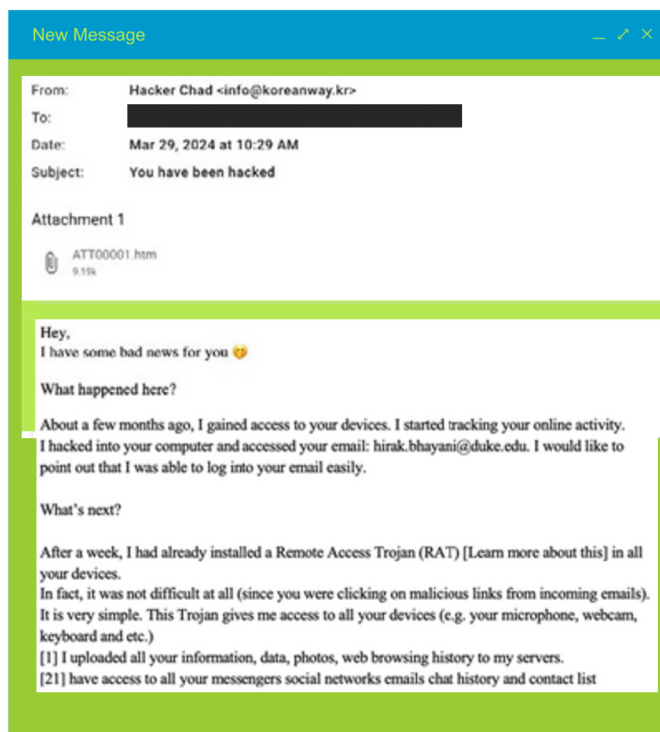 New Message
From: Hacker Chad <info@koreanway.kr>
To:
Date: Mar 29, 2024 at 10:29 AM
Subject: You have been hacked
Attachment 1
ATT00001.htm
9.19k
Hey,
I have some bad news for you 🤭
What happened here?
About a few months ago, I gained access to your devices. I started tracking your online activity.
I hacked into your computer and accessed your email: hirak.bhayani@duke.edu. I would like to
point out that I was able to log into your email easily.
What's next?
After a week, I had already installed a Remote Access Trojan (RAT) [Learn more about this] in all
your devices.
In fact, it was not difficult at all (since you were clicking on malicious links from incoming emails).
It is very simple. This Trojan gives me access to all your devices (e.g. your microphone, webcam,
keyboard and etc.)
[1] I uploaded all your information, data, photos, web browsing history to my servers.
[21] have access to all your messengers social networks emails chat history and contact list